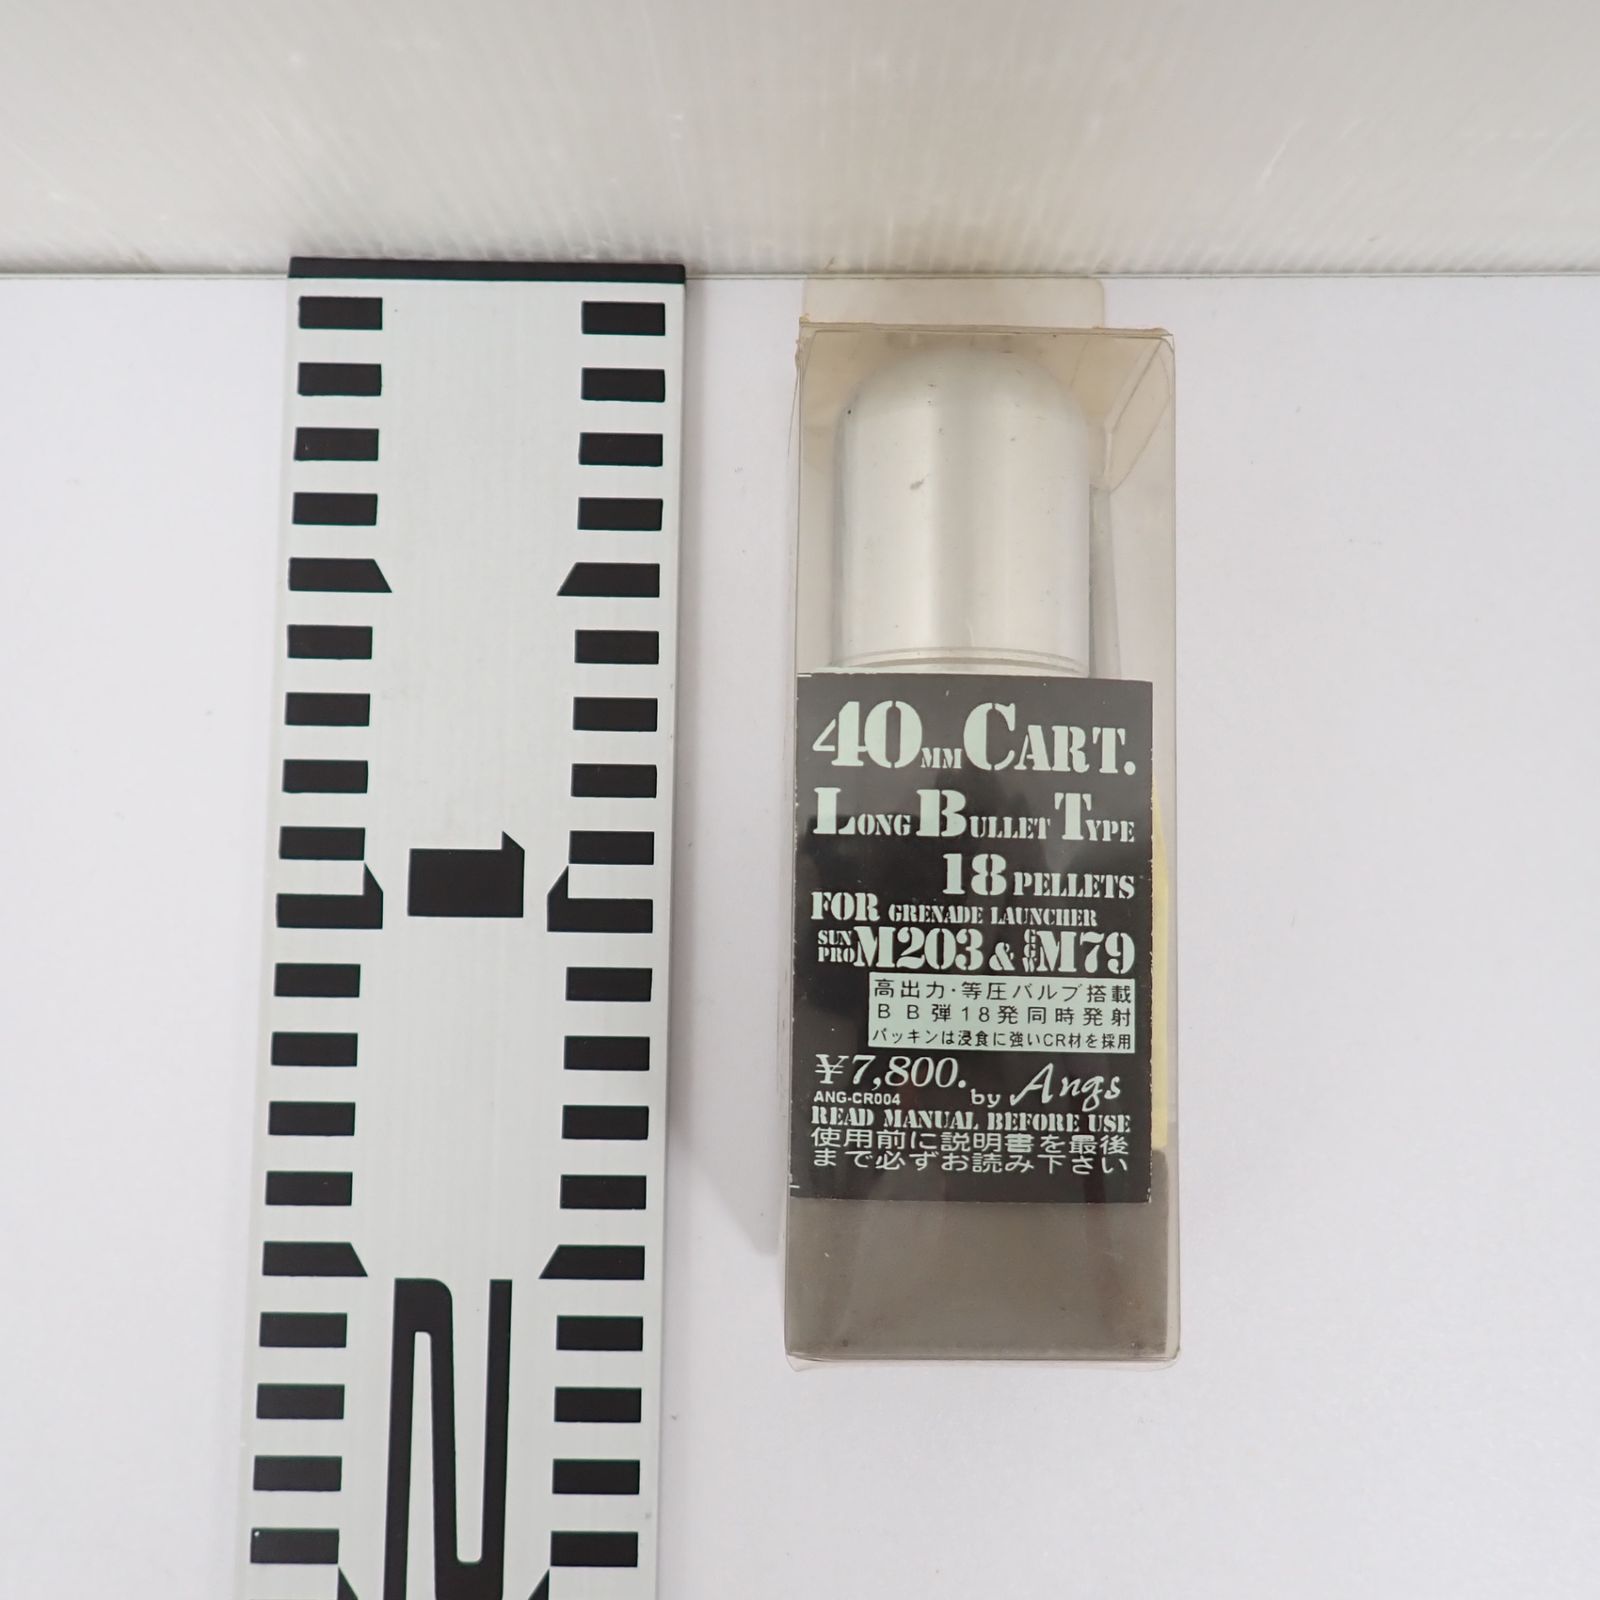 1
2
40MM CART.
LONG BULLET TYPE
18 PELLETS
FOR GRENADE LAUNCHER
SUN PRO M203 & GGW M79
高出力・等圧バルブ搭載
BB弾18発同時発射
パッキンは浸食に強いCR材を採用
¥7,800.
ANG-CR004 by Angs
READ MANUAL BEFORE USE
使用前に説明書を最後
まで必ずお読み下さい